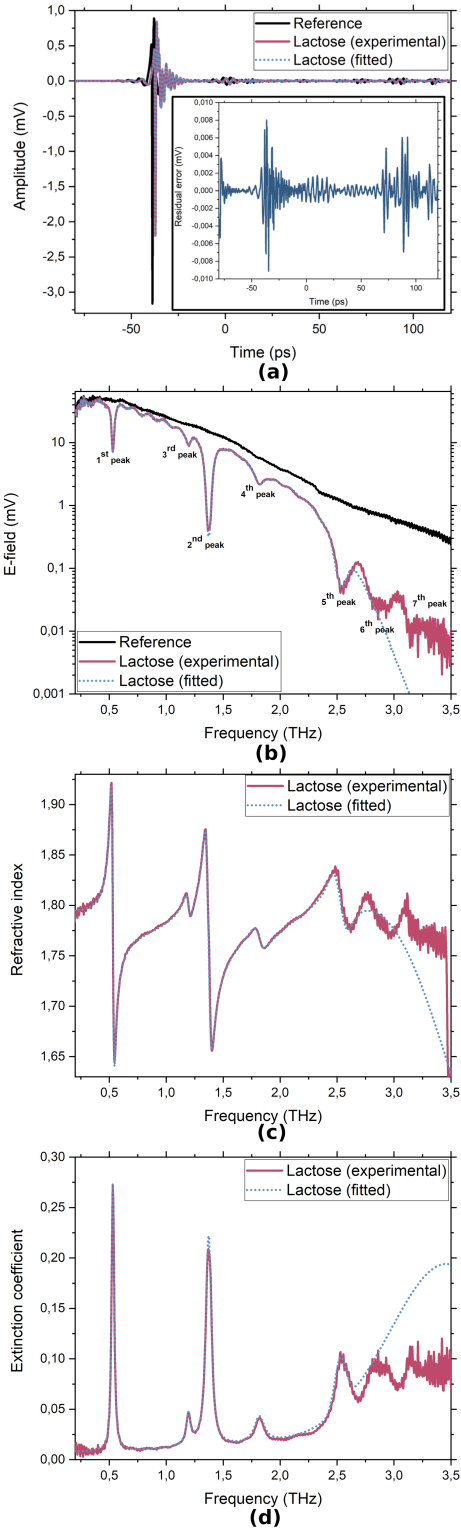 Reference
Lactose (experimental)
Lactose (fitted)
1,0
0,5
0,0
-0,5
-1,0
-1,5
-2,0
-2,5
-3,0
Amplitude (mV)
0,010
0,008
0,006
0,004
0,002
0,000
-0,002
-0,004
-0,006
-0,008
-0,010
Residual error (mV)
-50 0 50 100
Time (ps)
-50 0 50 100
Time (ps)
(a)
10
1
0,1
0,01
0,001
E-field (mV)
1st peak
3rd peak
2nd peak
4th peak
5th peak
6th peak
7th peak
Reference
Lactose (experimental)
Lactose (fitted)
0,5 1,0 1,5 2,0 2,5 3,0 3,5
Frequency (THz)
(b)
Lactose (experimental)
Lactose (fitted)
1,90
1,85
1,80
1,75
1,70
1,65
Refractive index
0,5 1,0 1,5 2,0 2,5 3,0 3,5
Frequency (THz)
(c)
Lactose (experimental)
Lactose (fitted)
0,30
0,25
0,20
0,15
0,10
0,05
0,00
Extinction coefficient
0,5 1,0 1,5 2,0 2,5 3,0 3,5
Frequency (THz)
(d)